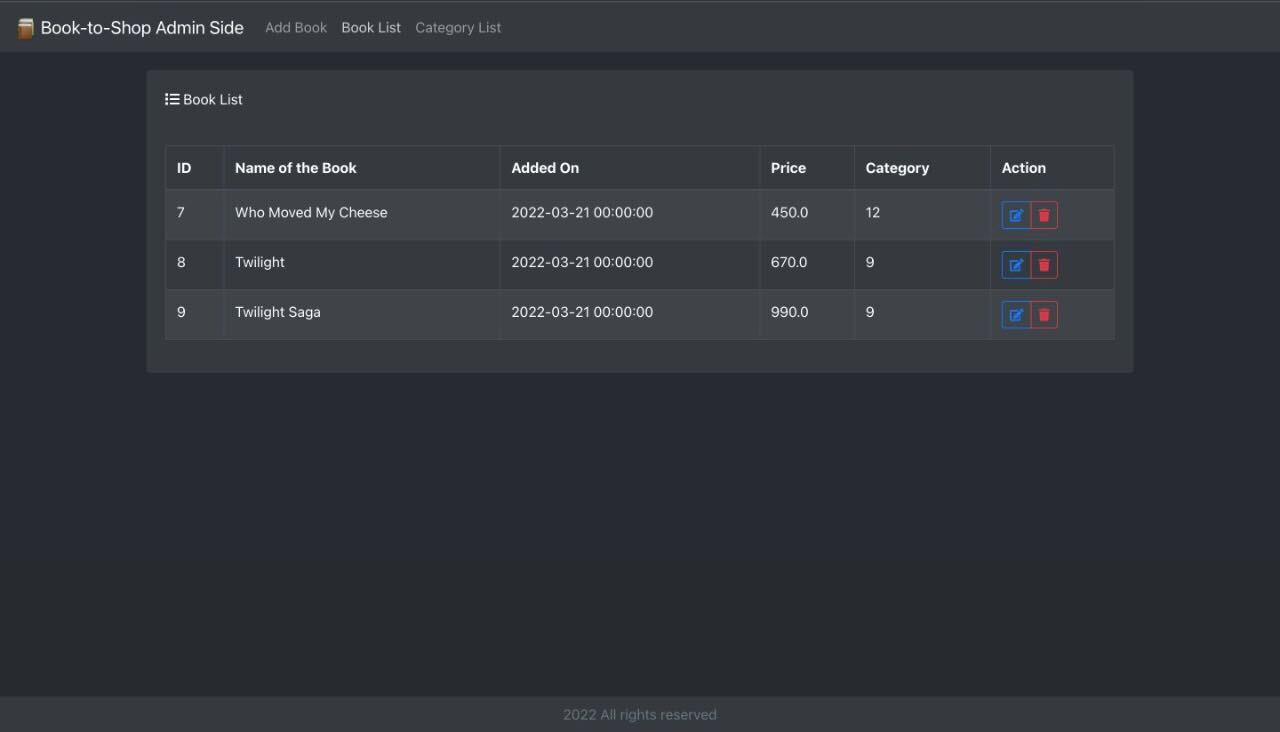 Book-to-Shop Admin Side Add Book Book List Category List
Book List
ID Name of the Book Added On Price Category Action
7 Who Moved My Cheese 2022-03-21 00:00:00 450.0 12
8 Twilight 2022-03-21 00:00:00 670.0 9
9 Twilight Saga 2022-03-21 00:00:00 990.0 9
2022 All rights reserved